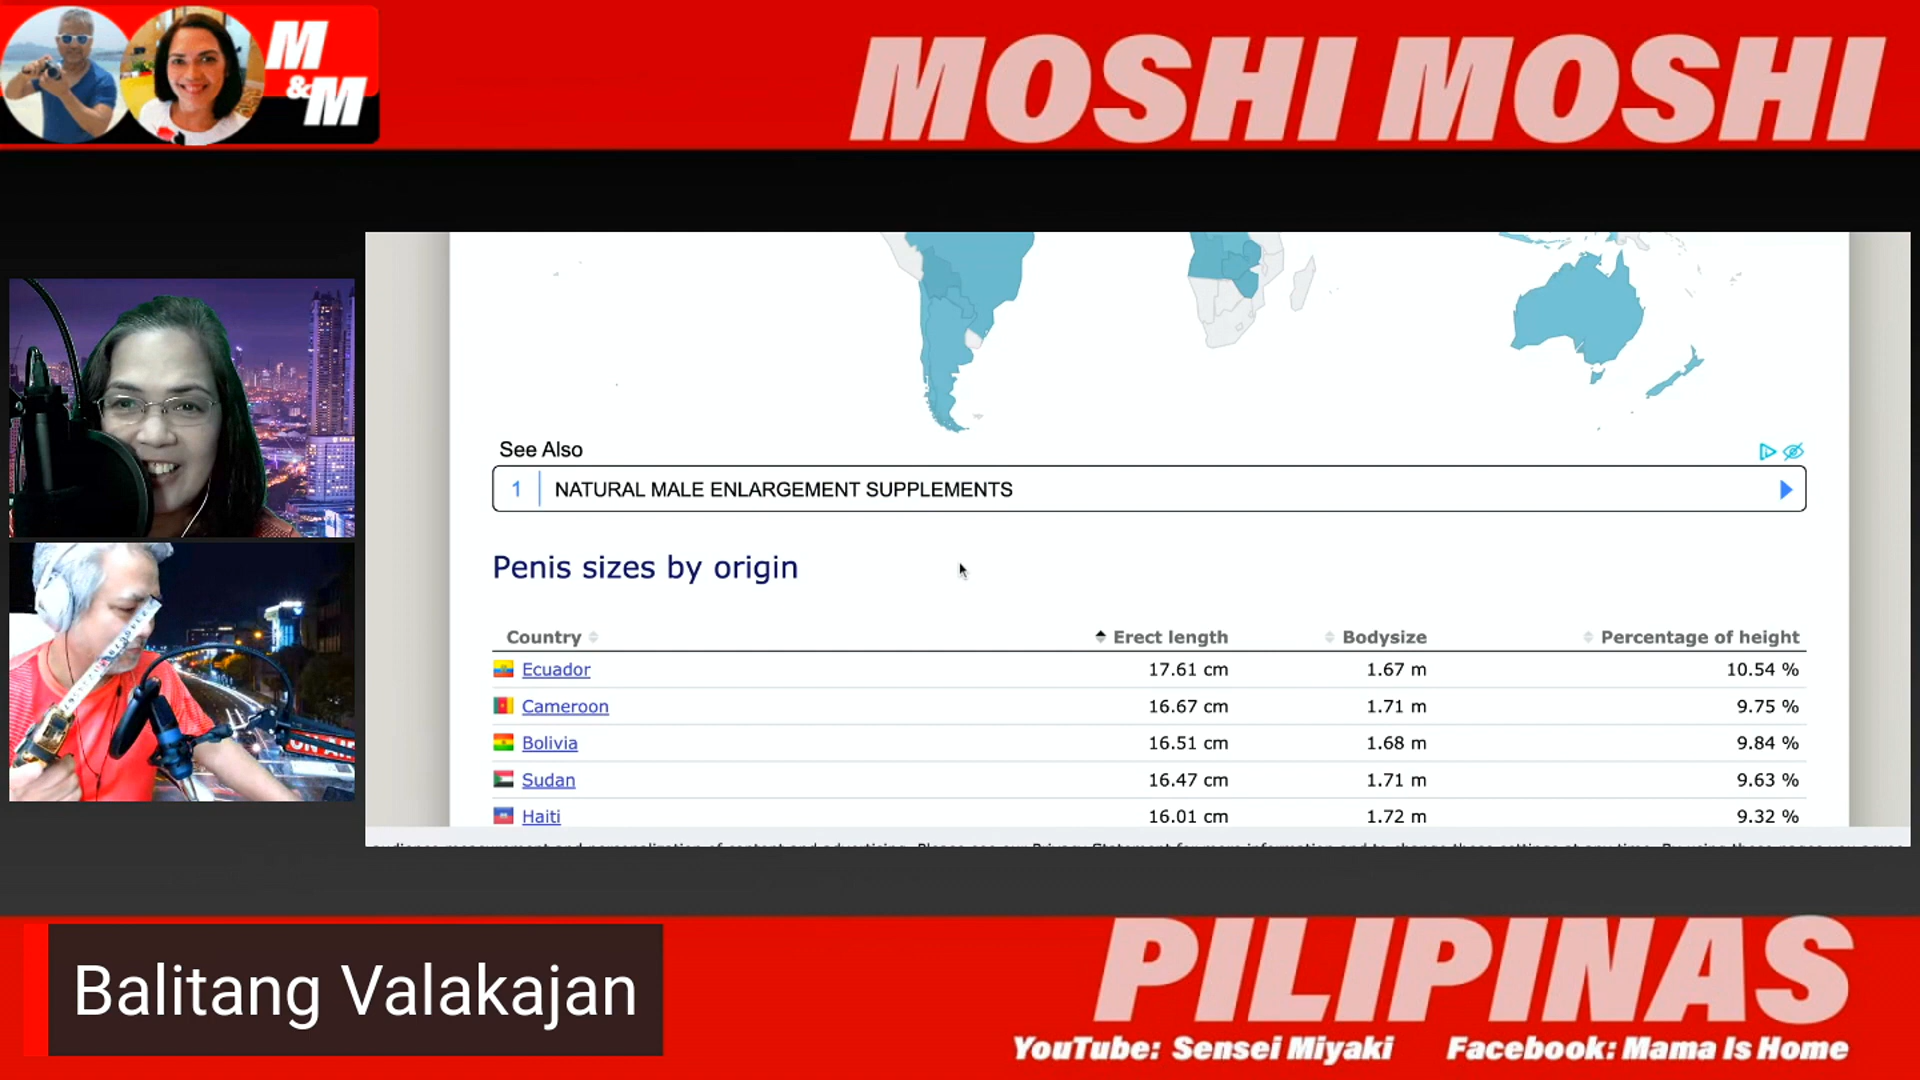 M
&M
MOSHI MOSHI
See Also
1 NATURAL MALE ENLARGEMENT SUPPLEMENTS
Penis sizes by origin
Country Erect length Bodysize Percentage of height
Ecuador 17.61 cm 1.67 m 10.54 %
Cameroon 16.67 cm 1.71 m 9.75 %
Bolivia 16.51 cm 1.68 m 9.84 %
Sudan 16.47 cm 1.71 m 9.63 %
Haiti 16.01 cm 1.72 m 9.32 %
ON AIR
Balitang Valakajan
PILIPINAS
YouTube: Sensei Miyaki Facebook: Mama Is Home